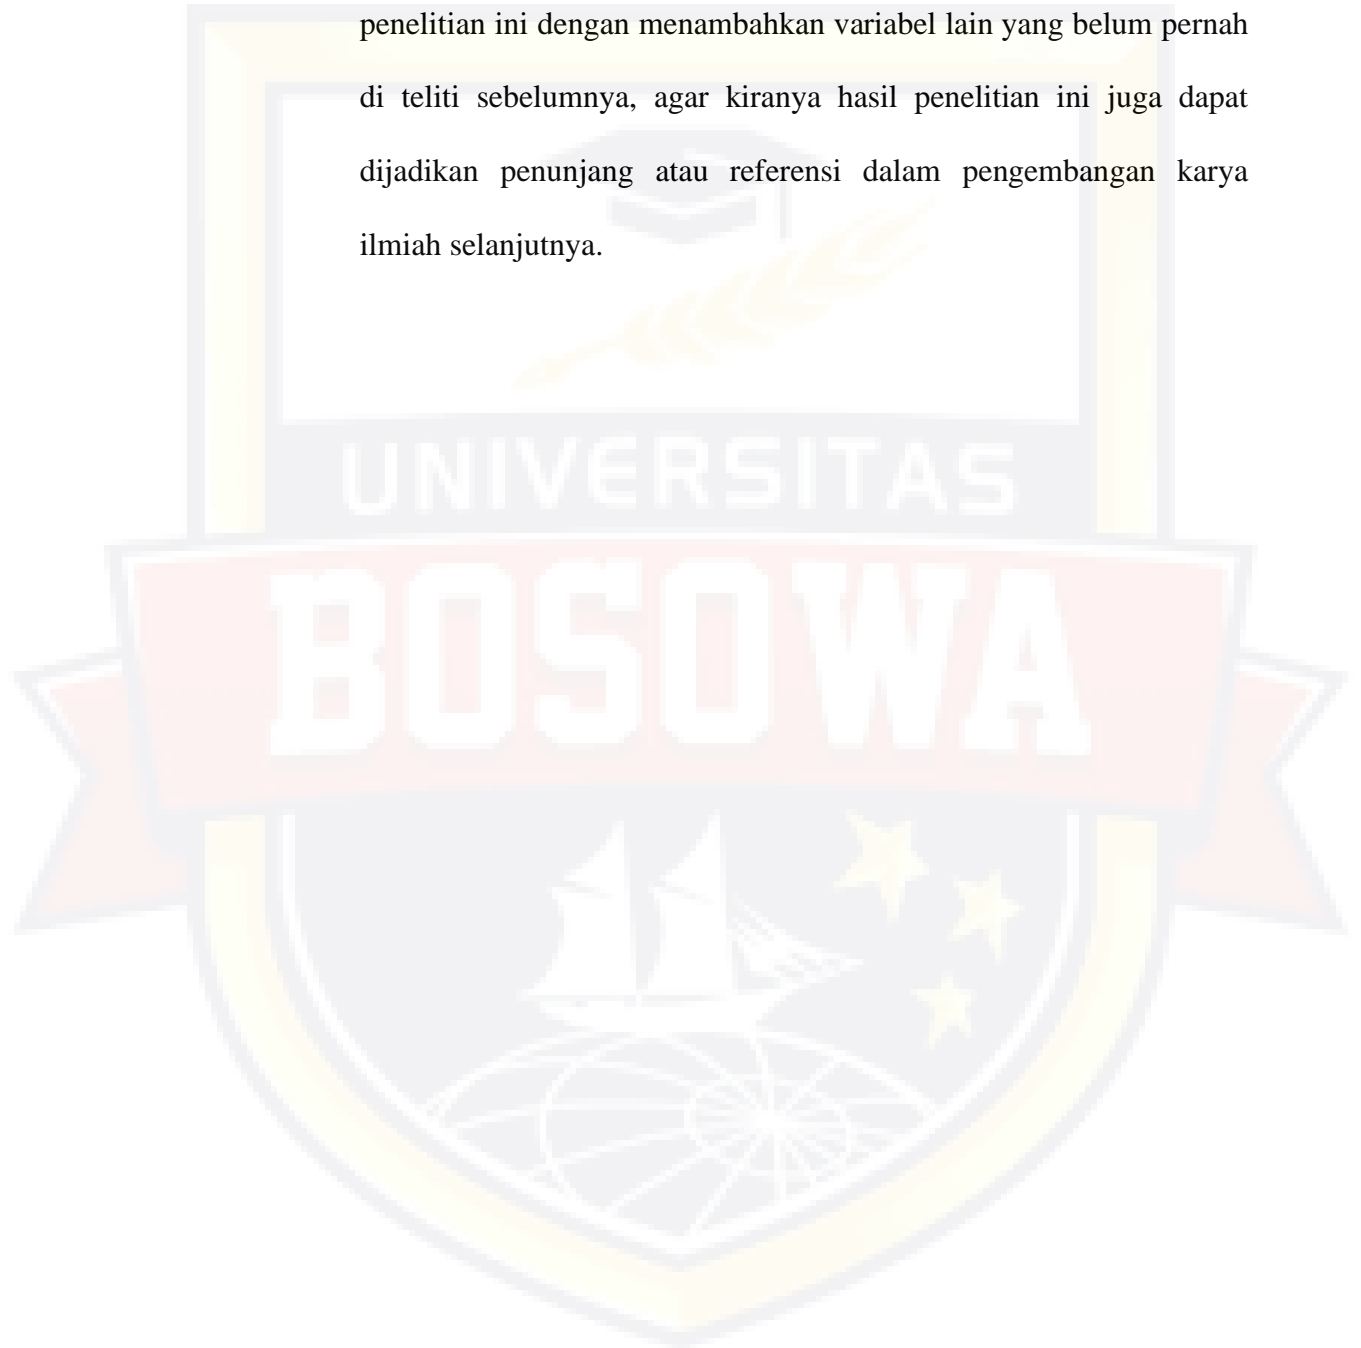 penelitian ini dengan menambahkan variabel lain yang belum pernah
di teliti sebelumnya, agar kiranya hasil penelitian ini juga dapat
dijadikan penunjang atau referensi dalam pengembangan karya
ilmiah selanjutnya.
UNIVERSITAS
BOSOWA